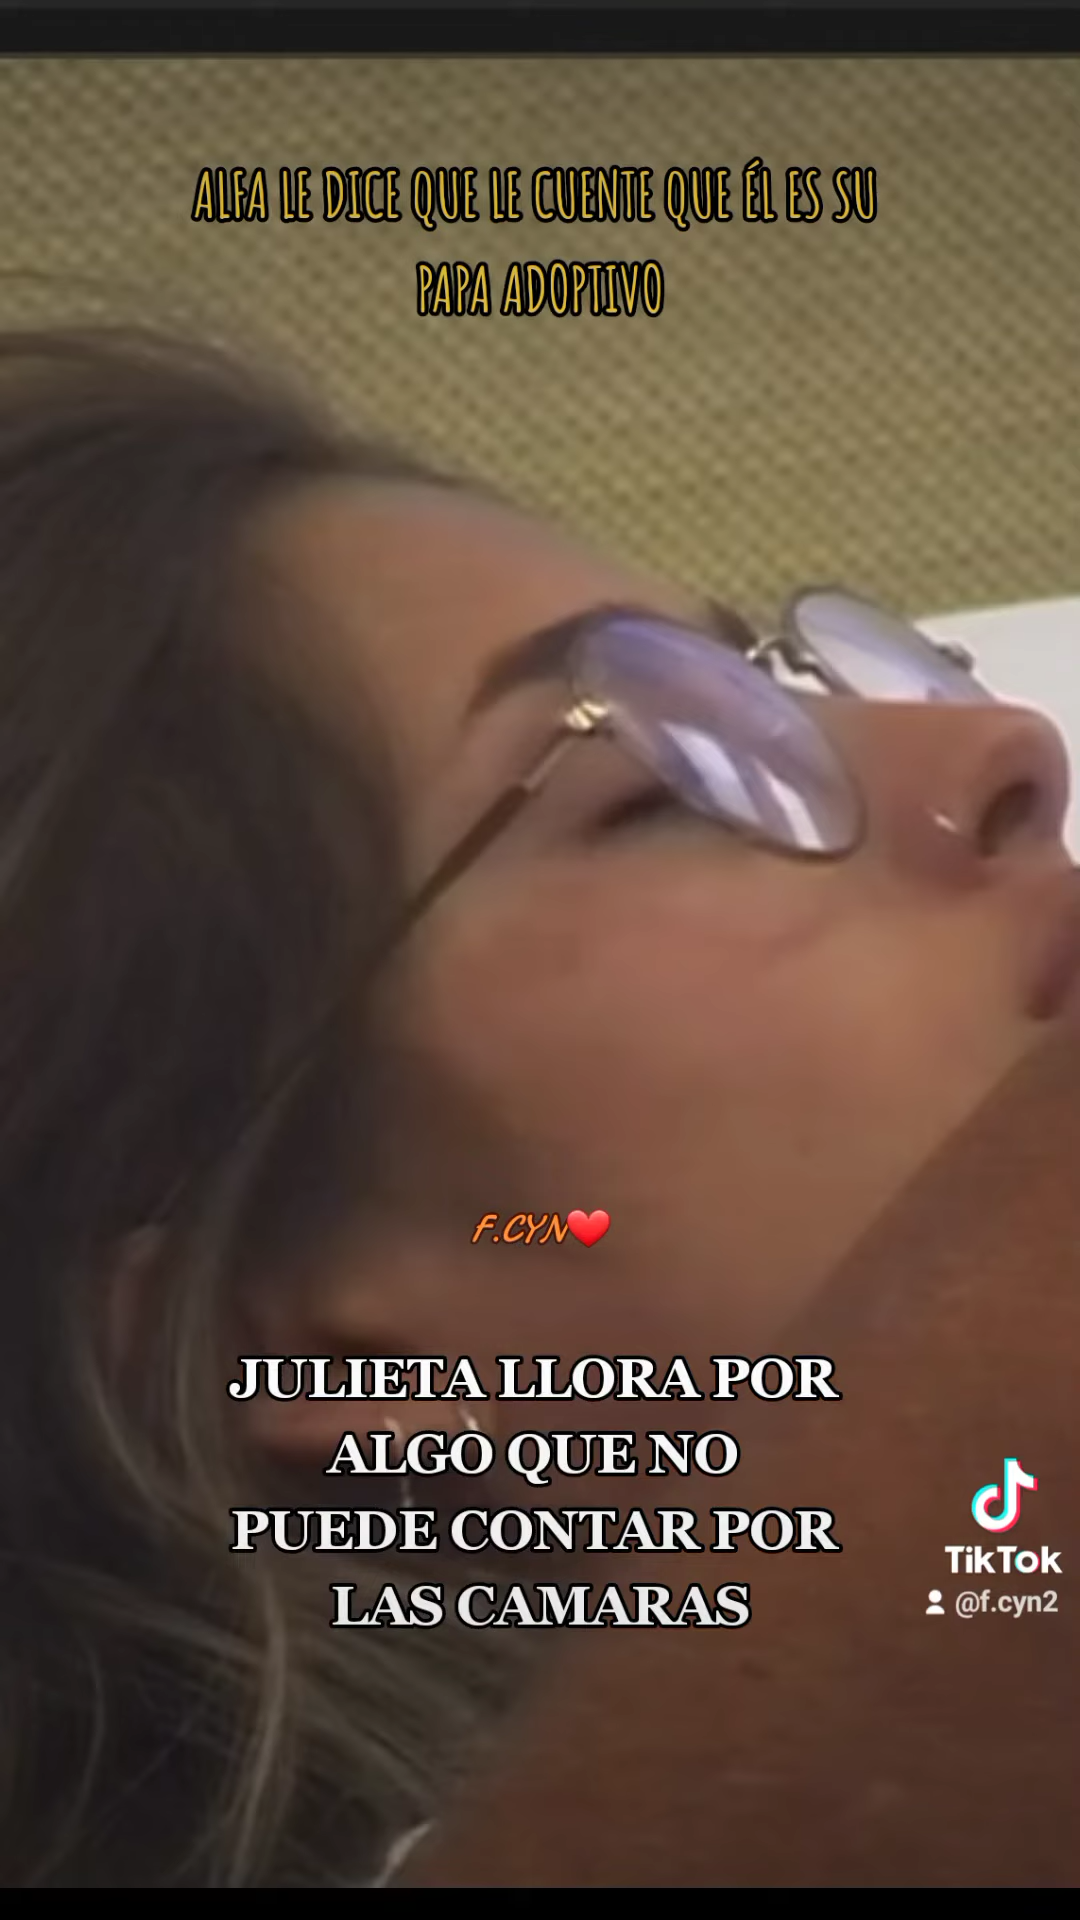 ALFA LE DICE QUE LE CUENTE QUE ÉL ES SU
PAPA ADOPTIVO
F.CYN❤️
JULIETA LLORA POR
ALGO QUE NO
PUEDE CONTAR POR
LAS CAMARAS
TikTok
@f.cyn2